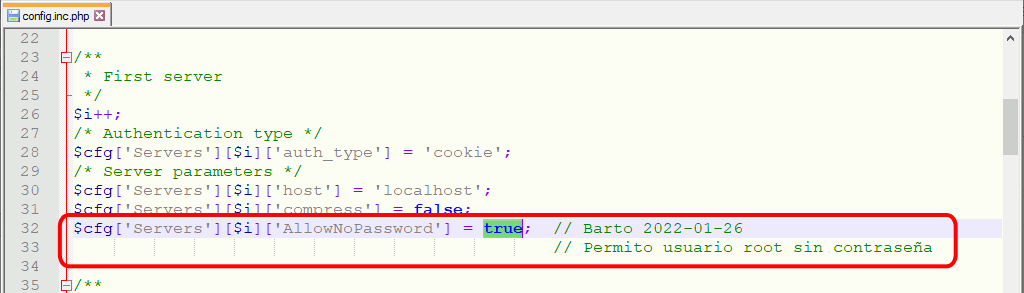 config.inc.php
22
23 /**
24 * First server
25 */
26 $i++;
27 /* Authentication type */
28 $cfg['Servers'][$i]['auth_type'] = 'cookie';
29 /* Server parameters */
30 $cfg['Servers'][$i]['host'] = 'localhost';
31 $cfg['Servers'][$i]['compress'] = false;
32 $cfg['Servers'][$i]['AllowNoPassword'] = true; // Barto 2022-01-26
33 // Permito usuario root sin contraseña
34
35 /**